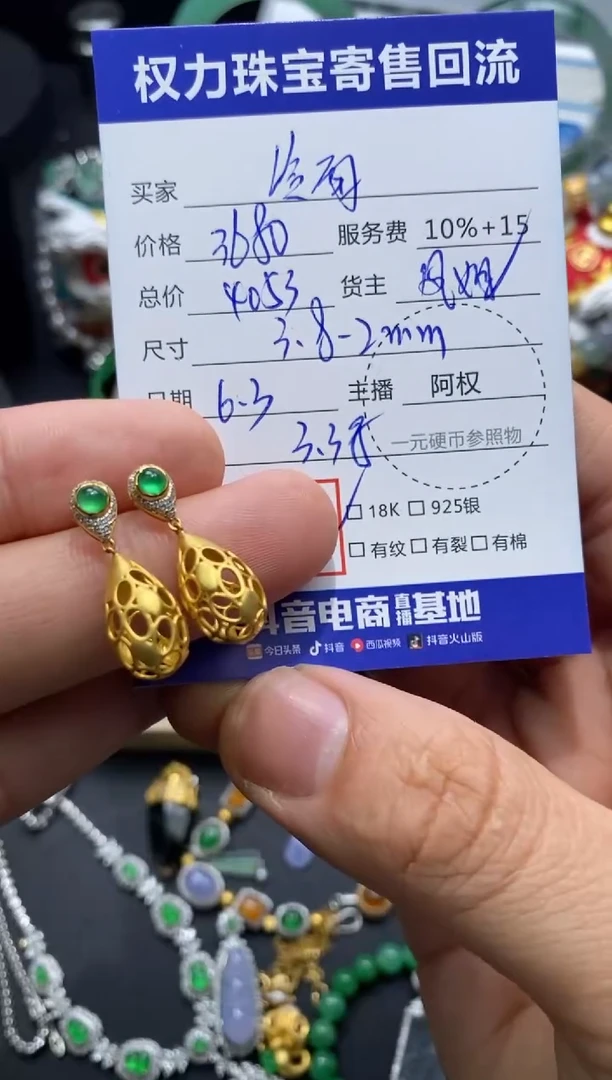 权力珠宝寄售回流
买家
价格 3680 服务费 10%+15
总价 4053 货主 凤姐
尺寸 3.8-2mm
日期 6.3 主播 阿权
一元硬币参照物
18K 925银
有纹 有裂 有棉
抖音电商直播基地
今日头条 抖音 西瓜视频 抖音火山版